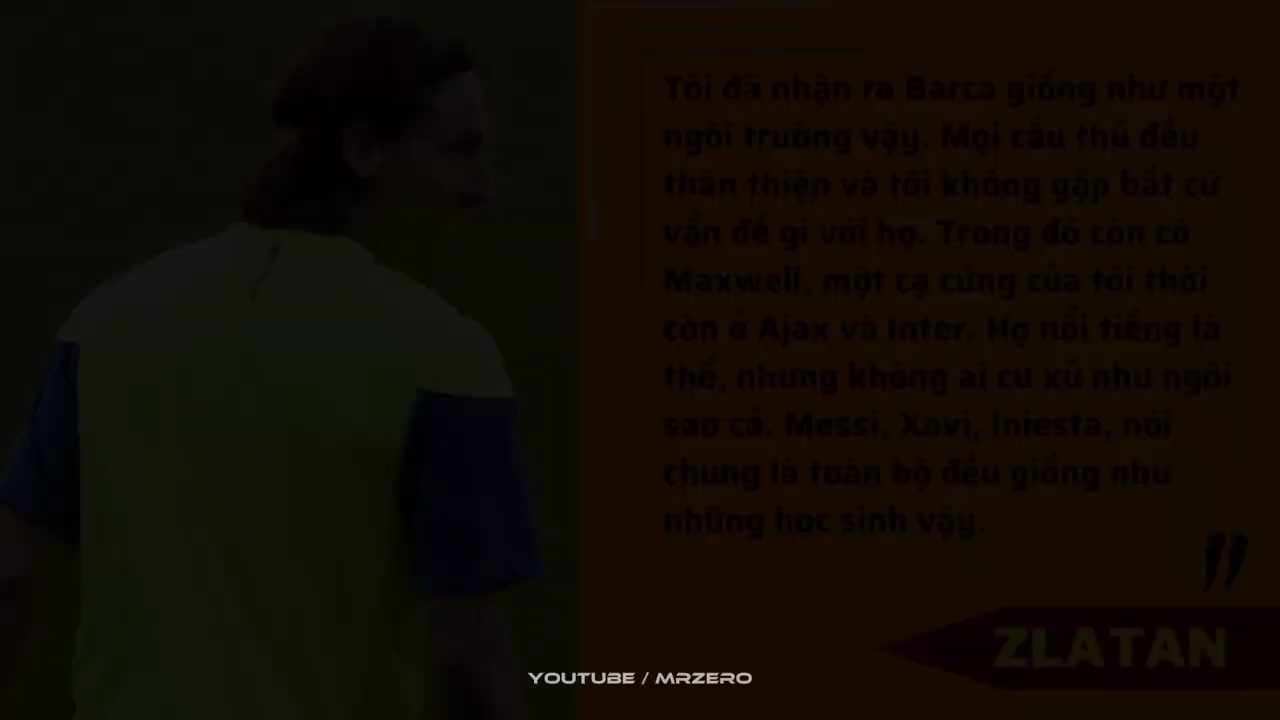 Tôi đã nhận ra Barca giống như một
ngôi trường vậy. Mọi cầu thủ đều
thân thiện và tôi không gặp bất cứ
vấn đề gì với họ. Trong đó còn có
Maxwell, một cạ cứng của tôi thời
còn ở Ajax và Inter. Họ nổi tiếng là
thế, nhưng không ai cư xử như ngôi
sao cả. Messi, Xavi, Iniesta, nói
chung là toàn bộ đều giống như
những học sinh vậy.
"
ZLATAN
YOUTUBE / MRZERO